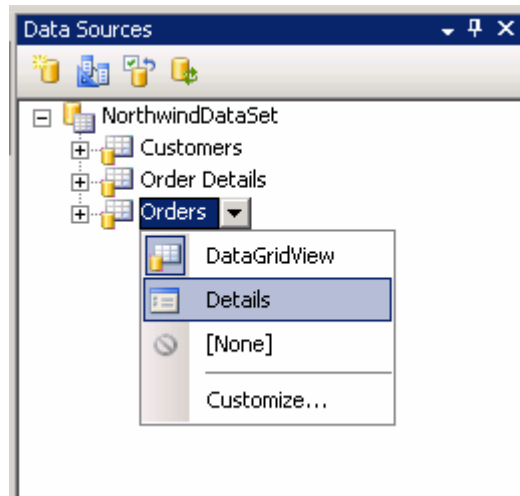 Data Sources
NorthwindDataSet
Customers
Order Details
Orders
DataGridView
Details
[None]
Customize...